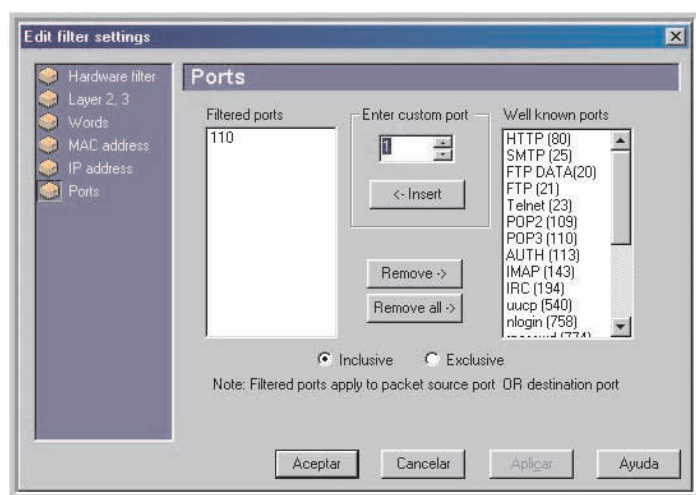 Edit filter settings
Hardware filter
Layer 2, 3
Words
MAC address
IP address
Ports
Ports
Filtered ports
110
Enter custom port
1
<- Insert
Remove ->
Remove all ->
Well known ports
HTTP (80)
SMTP (25)
FTP DATA(20)
FTP (21)
Telnet (23)
POP2 (109)
POP3 (110)
AUTH (113)
IMAP (143)
IRC (194)
uucp (540)
nlogin (758)
Inclusive
Exclusive
Note: Filtered ports apply to packet source port OR destination port
Aceptar
Cancelar
Aplicar
Ayuda